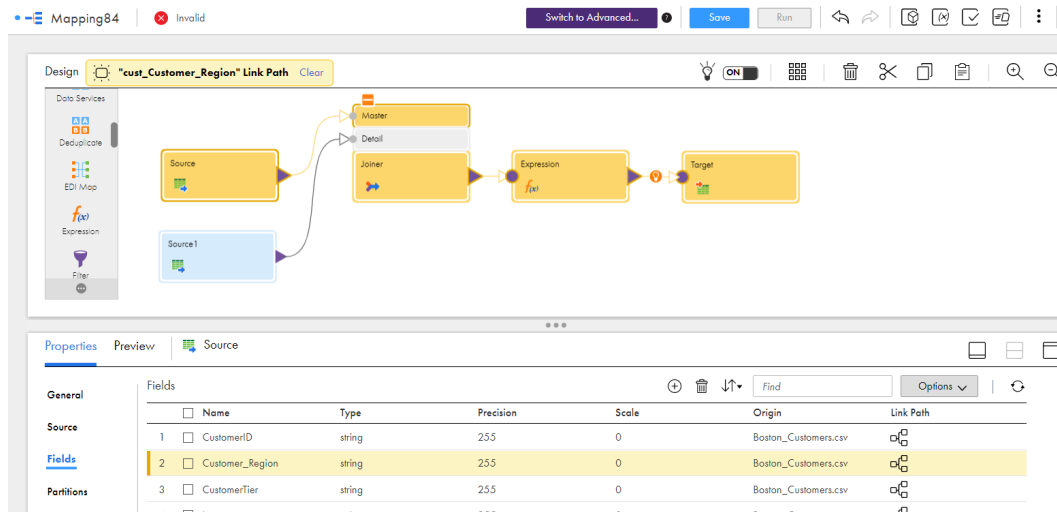 Mapping84
Invalid
Switch to Advanced...
?
Save
Run
Design
"cust_Customer_Region" Link Path
Clear
ON
Data Services
Deduplicate
EDI Map
Expression
Filter
Source
Source1
Master
Detail
Joiner
Expression
f(x)
Target
Properties
Preview
Source
General
Source
Fields
Partitions
Fields
Find
Options
Name Type Precision Scale Origin Link Path
1 CustomerID string 255 0 Boston_Customers.csv
2 Customer_Region string 255 0 Boston_Customers.csv
3 CustomerTier string 255 0 Boston_Customers.csv